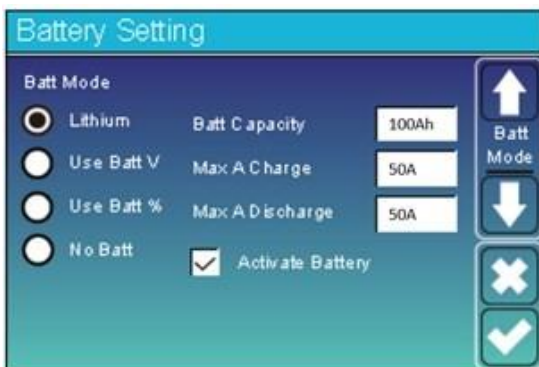 Battery Setting
Batt Mode
Lithium
Batt Capacity
100Ah
Use Batt V
Max A Charge
50A
Use Batt %
Max A Discharge
50A
No Batt
Activate Battery
Batt
Mode